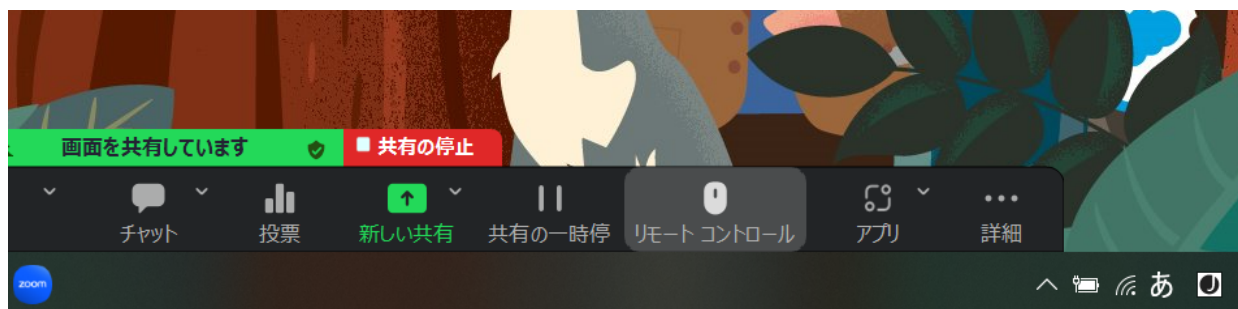 画面を共有しています
共有の停止
チャット
投票
新しい共有
共有の一時停
リモート コントロール
アプリ
詳細
zoom
あ